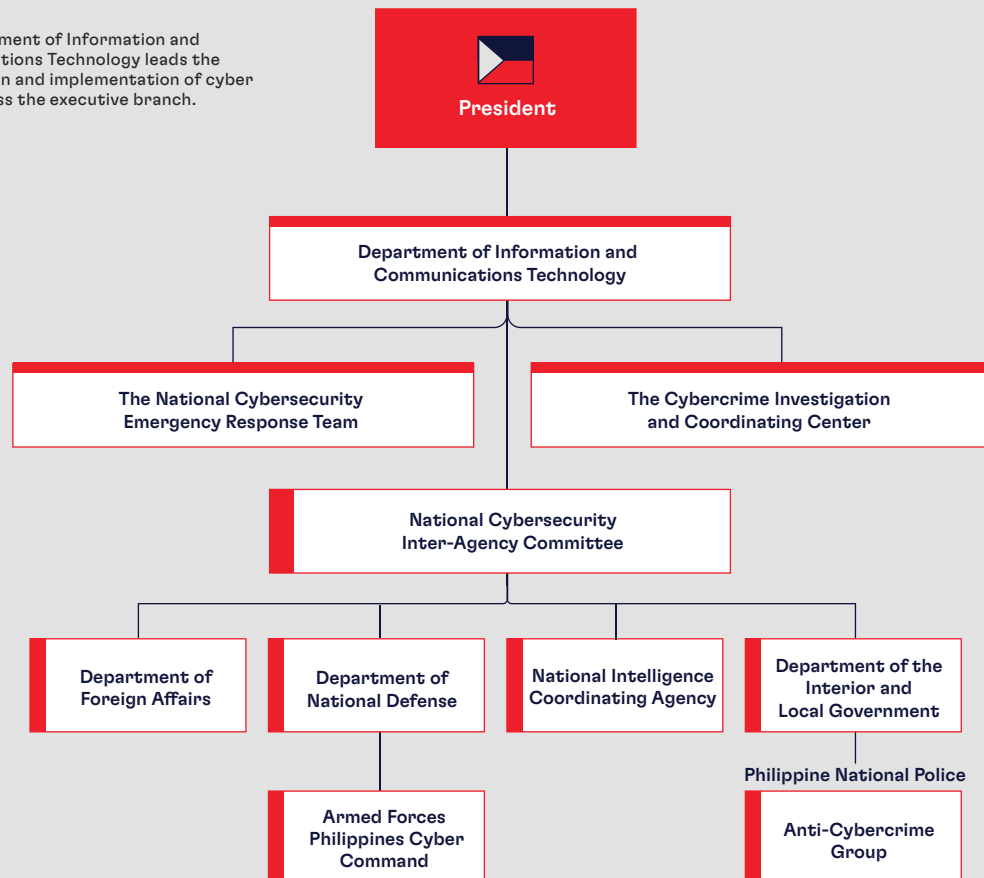 ment of Information and
tions Technology leads the
n and implementation of cyber
ss the executive branch.
President
Department of Information and
Communications Technology
The National Cybersecurity
Emergency Response Team
The Cybercrime Investigation
and Coordinating Center
National Cybersecurity
Inter-Agency Committee
Department of
Foreign Affairs
Department of
National Defense
National Intelligence
Coordinating Agency
Department of the
Interior and
Local Government
Philippine National Police
Armed Forces
Philippines Cyber
Command
Anti-Cybercrime
Group